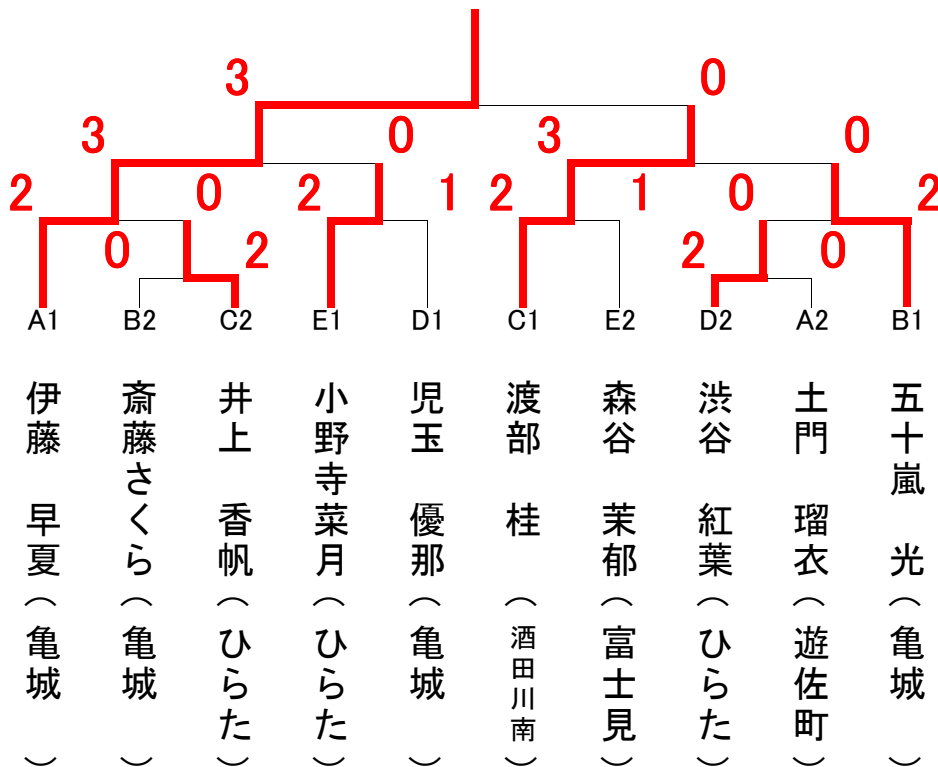 3 0
3 0 3 0
2 0 2 1 2 1 0 2
0 2 2 0
A1 B2 C2 E1 D1 C1 E2 D2 A2 B1
伊藤 早夏(亀城)
斎藤さくら(亀城)
井上 香帆(ひらた)
小野寺菜月(ひらた)
児玉 優那(亀城)
渡部 桂(酒田川南)
森谷 茉郁(富士見)
渋谷 紅葉(ひらた)
土門 瑠衣(遊佐町)
五十嵐 光(亀城)